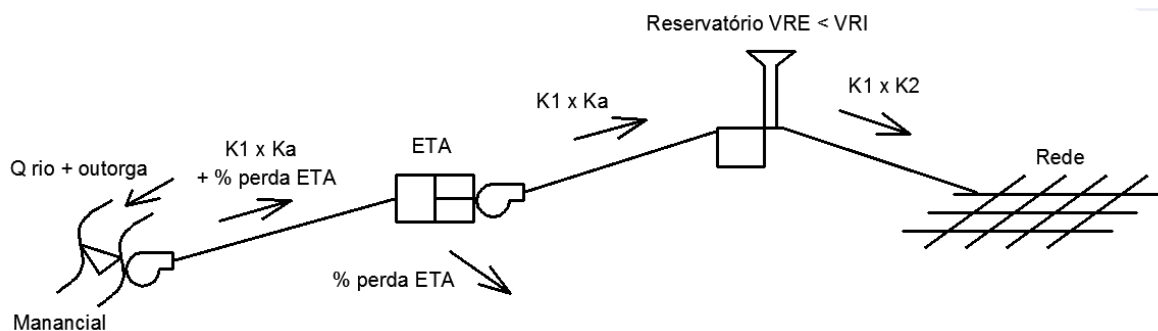 Reservatório VRE < VRI
K1 x Ka
K1 x K2
Q rio + outorga
K1 x Ka
+ % perda ETA
ETA
Rede
% perda ETA
Manancial